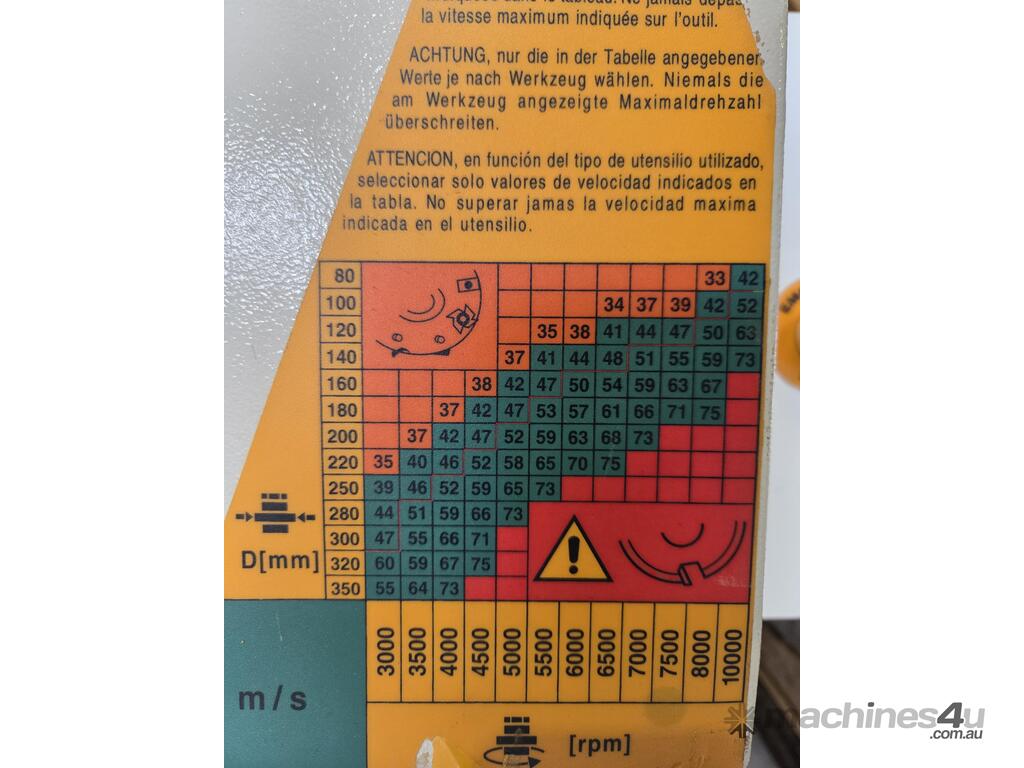 la vitesse maximum indiquée sur l'outil.
ACHTUNG, nur die in der Tabelle angegebener
Werte je nach Werkzeug wählen. Niemals die
am Werkzeug angezeigte Maximaldrehzahl
überschreiten.
ATTENCION, en función del tipo de utensilio utilizado,
seleccionar solo valores de velocidad indicados en
la tabla. No superar jamas la velocidad maxima
indicada en el utensilio.
80 33 42
100 34 37 39 42 52
120 35 38 41 44 47 50 63
140 37 41 44 48 51 55 59 73
160 38 42 47 50 54 59 63 67
180 37 42 47 53 57 61 66 71 75
200 37 42 47 52 59 63 68 73
220 35 40 46 52 58 65 70 75
250 39 46 52 59 65 73
280 44 51 59 66 73
300 47 55 66 71
320 60 59 67 75
350 55 64 73
D[mm]
3000 3500 4000 4500 5000 5500 6000 6500 7000 7500 8000 10000
m/s
[rpm]
machines4u
.com.au